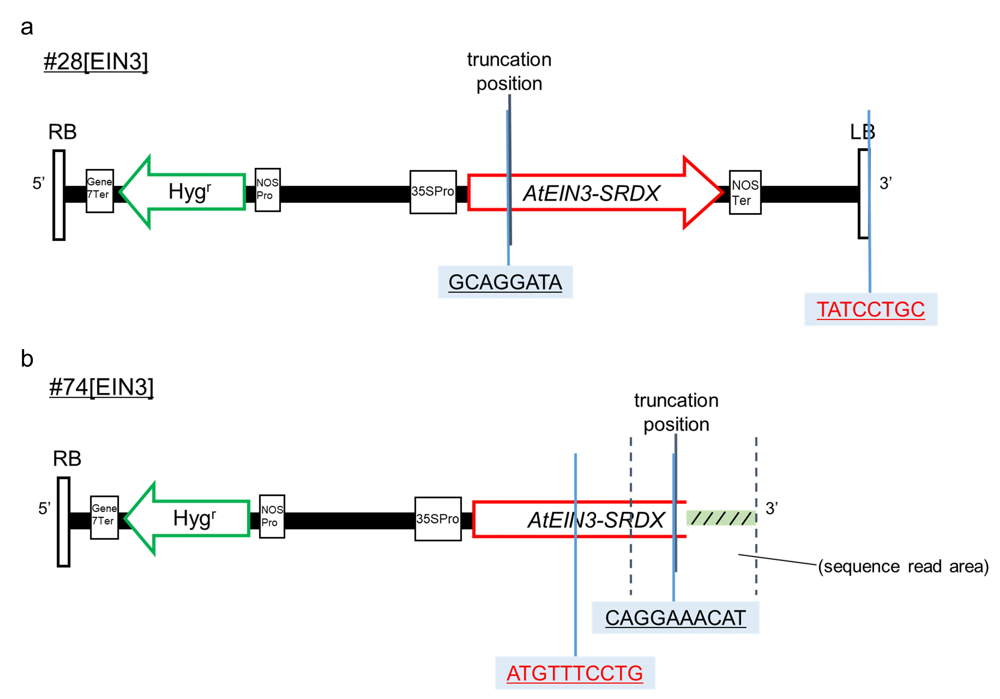 a
#28[EIN3]
truncation
position
RB
LB
5’
Gene
7Ter
Hygʳ
NOS
Pro
35SPro
AtEIN3-SRDX
NOS
Ter
3’
GCAGGATA
TATCCTGC
b
#74[EIN3]
truncation
position
RB
5’
Gene
7Ter
Hygʳ
NOS
Pro
35SPro
AtEIN3-SRDX
3’
(sequence read area)
CAGGAAACAT
ATGTTTCCTG